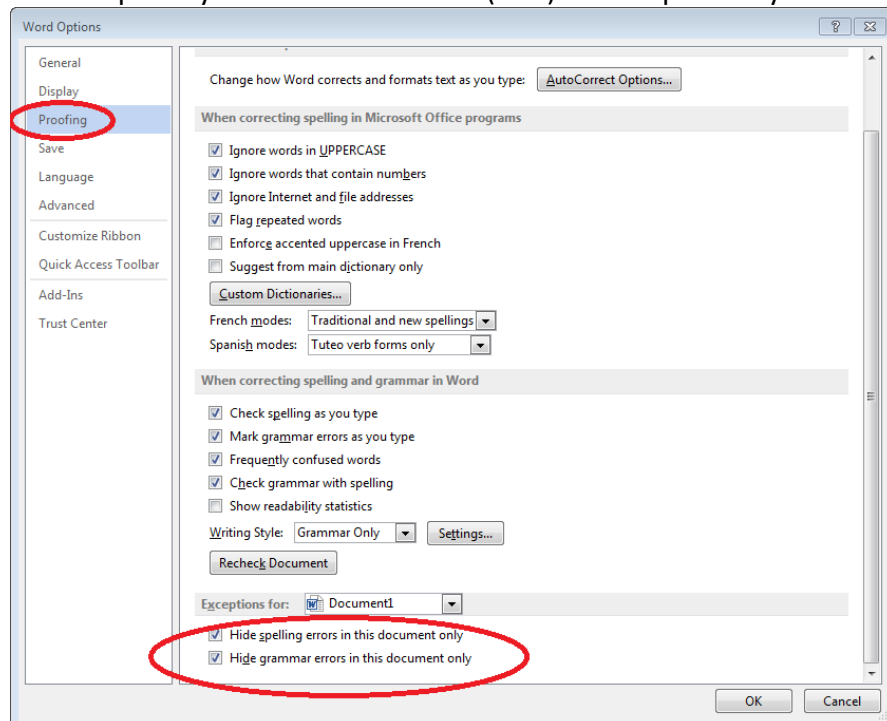 Word Options
General
Display
Proofing
Save
Language
Advanced
Customize Ribbon
Quick Access Toolbar
Add-Ins
Trust Center
Change how Word corrects and formats text as you type: AutoCorrect Options...
When correcting spelling in Microsoft Office programs
Ignore words in UPPERCASE
Ignore words that contain numbers
Ignore Internet and file addresses
Flag repeated words
Enforce accented uppercase in French
Suggest from main dictionary only
Custom Dictionaries...
French modes: Traditional and new spellings
Spanish modes: Tuteo verb forms only
When correcting spelling and grammar in Word
Check spelling as you type
Mark grammar errors as you type
Frequently confused words
Check grammar with spelling
Show readability statistics
Writing Style: Grammar Only Settings...
Recheck Document
Exceptions for: Document1
Hide spelling errors in this document only
Hide grammar errors in this document only
OK Cancel